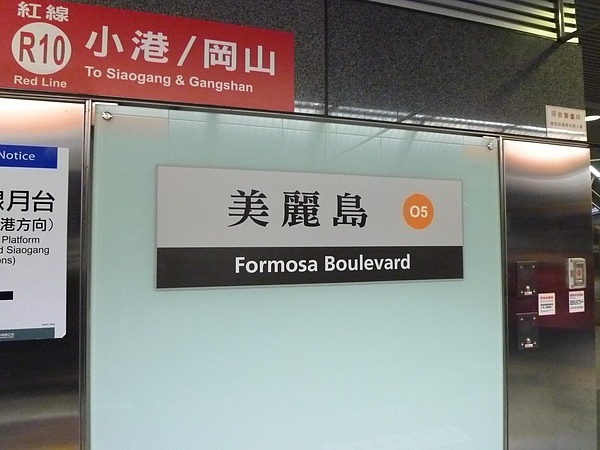 紅線
R10
Red Line
小港/岡山
To Siaogang & Gangshan
Notice
月台
港方向）
Platform
Siaogang
美麗島
O5
Formosa Boulevard